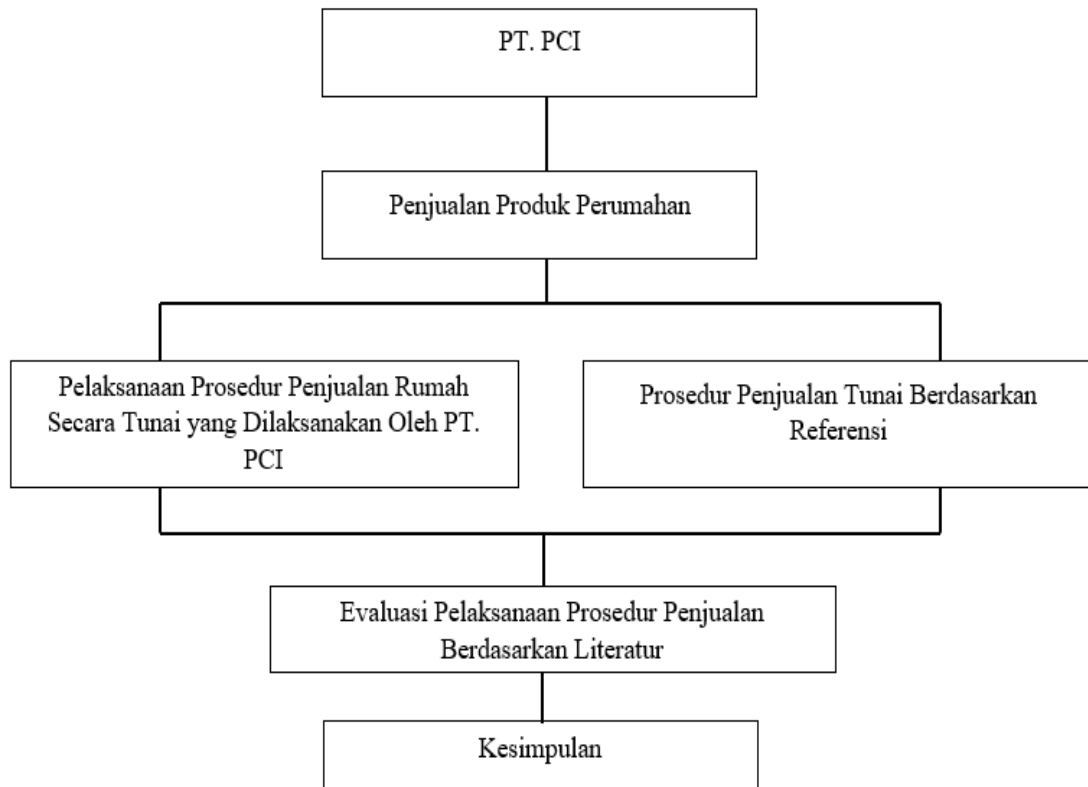 PT. PCI
Penjualan Produk Perumahan
Pelaksanaan Prosedur Penjualan Rumah
Secara Tunai yang Dilaksanakan Oleh PT.
PCI
Prosedur Penjualan Tunai Berdasarkan
Referensi
Evaluasi Pelaksanaan Prosedur Penjualan
Berdasarkan Literatur
Kesimpulan